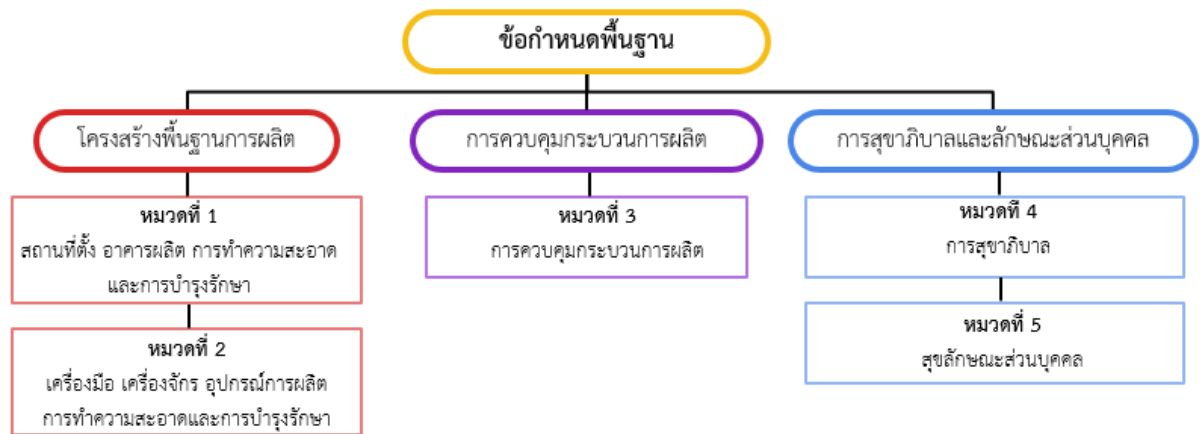 ข้อกำหนดพื้นฐาน
โครงสร้างพื้นฐานการผลิต
การควบคุมกระบวนการผลิต
การสุขาภิบาลและลักษณะส่วนบุคคล
หมวดที่ 1
สถานที่ตั้ง อาคารผลิต การทำความสะอาด
และการบำรุงรักษา
หมวดที่ 2
เครื่องมือ เครื่องจักร อุปกรณ์การผลิต
การทำความสะอาดและการบำรุงรักษา
หมวดที่ 3
การควบคุมกระบวนการผลิต
หมวดที่ 4
การสุขาภิบาล
หมวดที่ 5
สุขลักษณะส่วนบุคคล